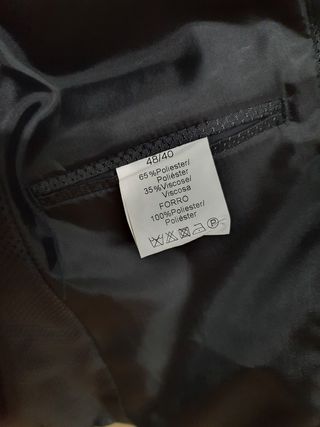 48/40
65%Poliester/
Poliéster
35%Viscose/
Viscosa
FORRO
100%Poliester/
Poliéster
P